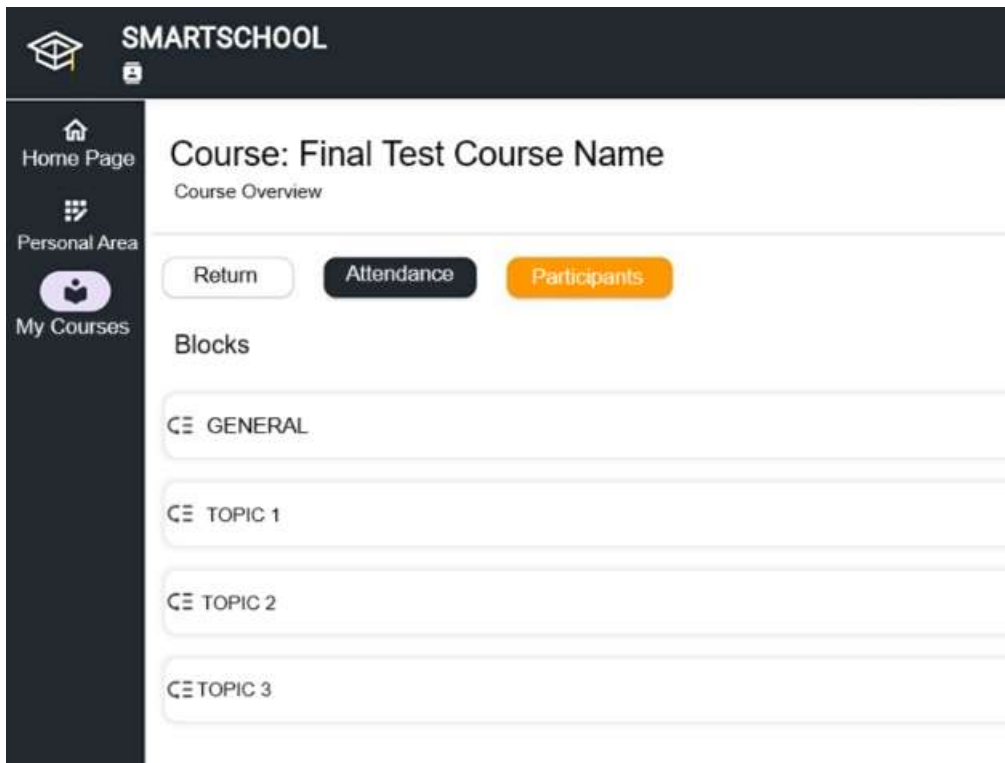 SMARTSCHOOL
Home Page
Personal Area
My Courses
Course: Final Test Course Name
Course Overview
Return
Attendance
Participants
Blocks
GENERAL
TOPIC 1
TOPIC 2
TOPIC 3